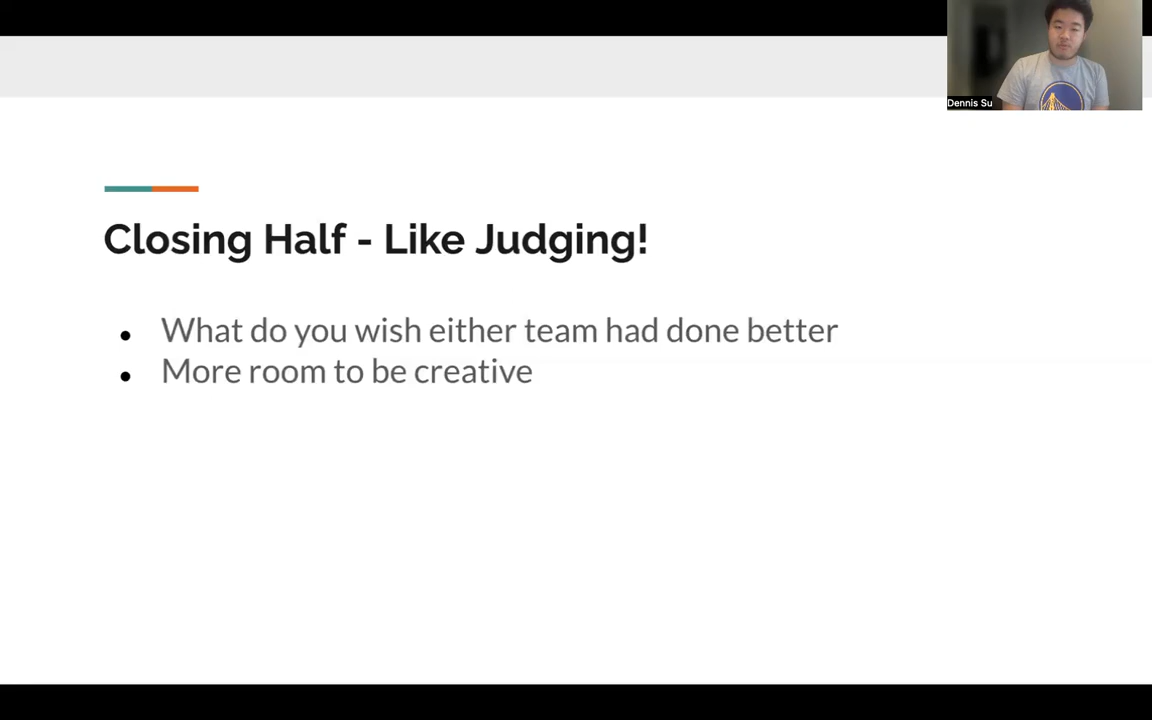 Dennis Su
Closing Half - Like Judging!
What do you wish either team had done better
More room to be creative